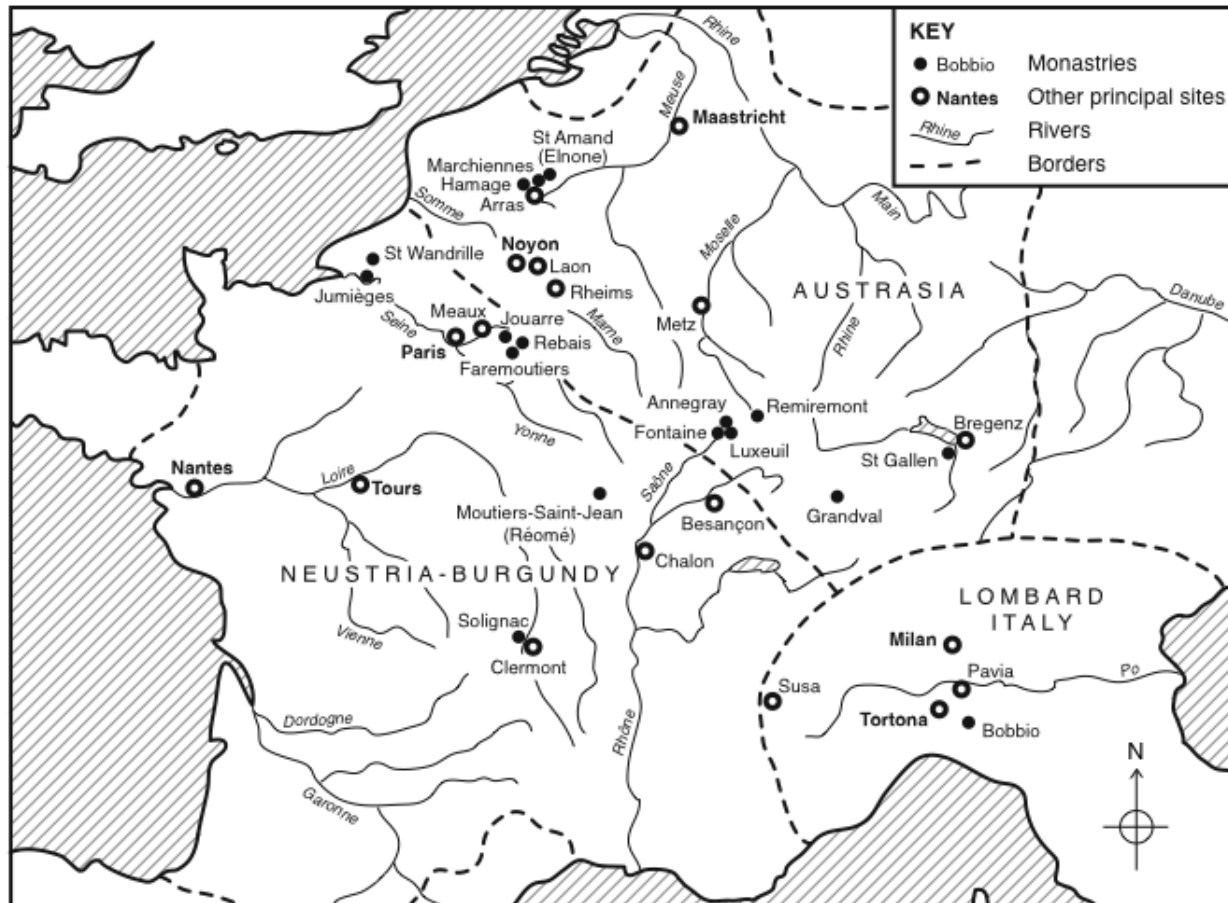 KEY
Bobbio Monastries
Nantes Other principal sites
Rhine Rivers
Borders
Rhine
Meuse
Maastricht
St Amand
(Elnone)
Marchiennes
Hamage
Arras
Somme
Main
Moselle
St Wandrille
Noyon
Laon
Jumièges
Rheims
AUSTRASIA
Danube
Seine
Meaux
Jouarre
Marne
Metz
Rhine
Paris
Rebais
Faremoutiers
Annegray
Remiremont
Yonne
Fontaine
Luxeuil
Bregenz
St Gallen
Nantes
Loire
Tours
Saône
Moutiers-Saint-Jean
(Réomé)
Besançon
Grandval
Chalon
NEUSTRIA-BURGUNDY
LOMBARD
ITALY
Solignac
Vienne
Clermont
Milan
Pavia
Po
Susa
Tortona
Bobbio
Dordogne
Rhône
Garonne
N